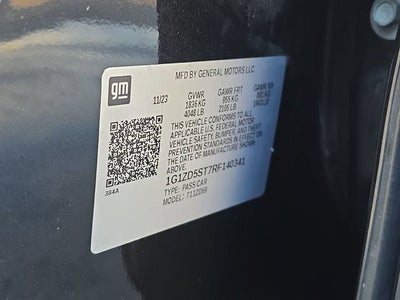 gm
MFD BY GENERAL MOTORS LLC
11/23 GVWR GAWR FRT GAWR RR
1836 KG 955 KG 881 KG
4048 LB 2105 LB 1943 LB
THIS VEHICLE CONFORMS TO ALL
APPLICABLE U.S. FEDERAL MOTOR
VEHICLE SAFETY, BUMPER, AND THEFT
PREVENTION STANDARDS IN EFFECT ON
THE DATE OF MANUFACTURE SHOWN ABOVE.
1G1ZD5ST7RF140341
TYPE: PASS CAR
MODEL: 711ZD69
384A